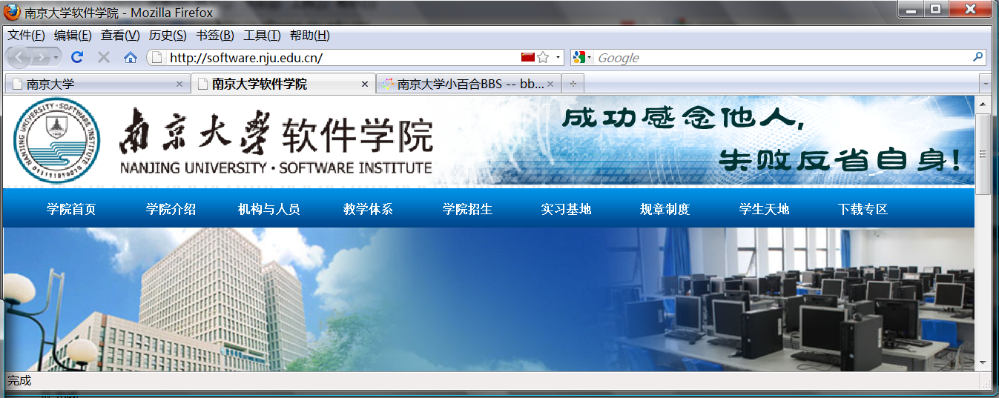 南京大学软件学院 - Mozilla Firefox
文件(F) 编辑(E) 查看(V) 历史(S) 书签(B) 工具(T) 帮助(H)
http://software.nju.edu.cn/ Google
南京大学 南京大学软件学院 南京大学小百合BBS -- bb...
NANJING UNIVERSITY · SOFTWARE INSTITUTE
011111010010
南京大学软件学院
NANJING UNIVERSITY · SOFTWARE INSTITUTE
成功感念他人,
失败反省自身!
学院首页 学院介绍 机构与人员 教学体系 学院招生 实习基地 规章制度 学生天地 下载专区
完成